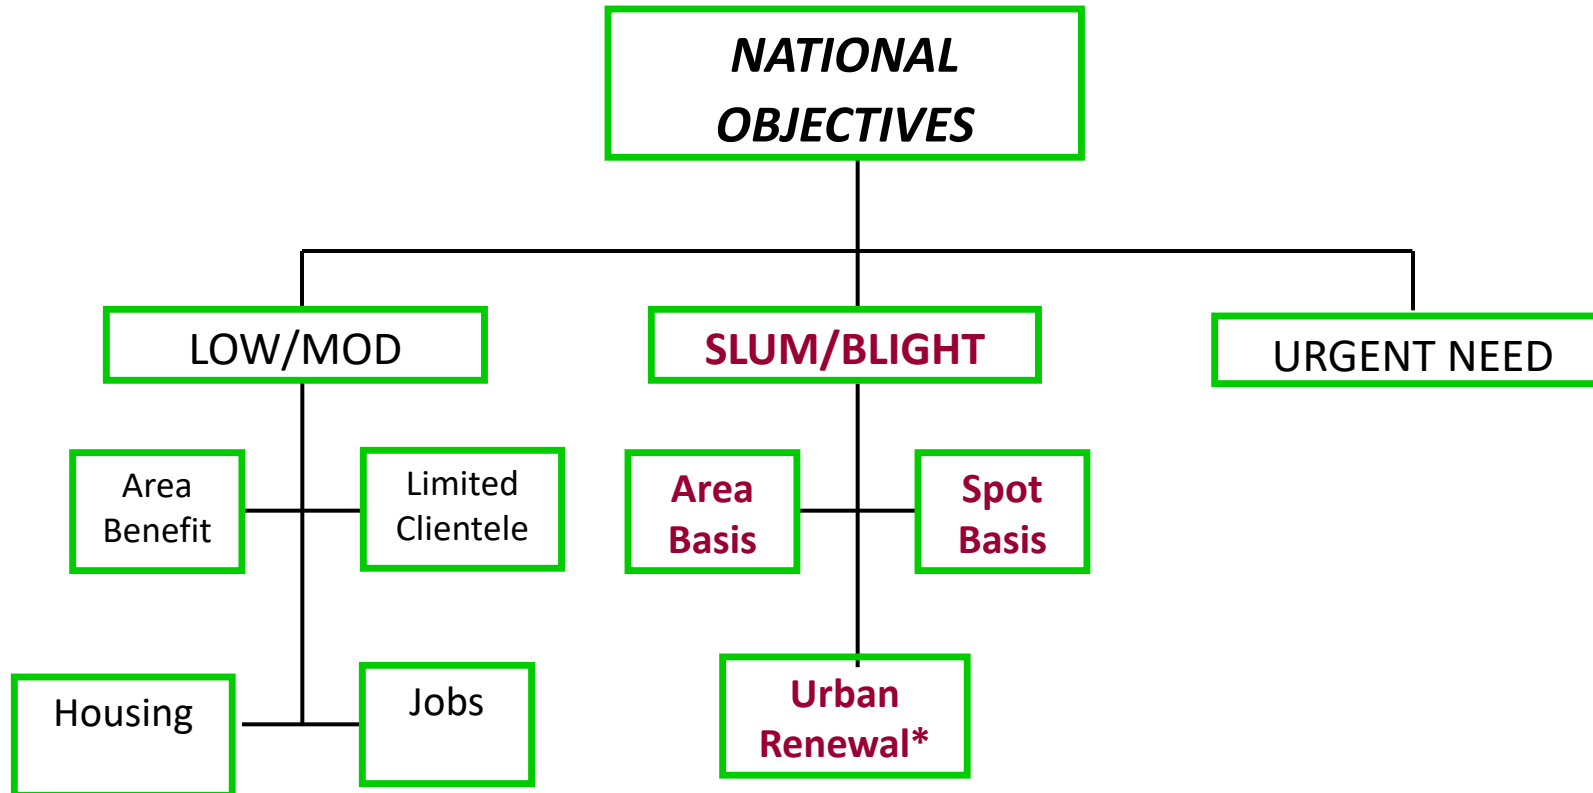 NATIONAL
OBJECTIVES
LOW/MOD
SLUM/BLIGHT
URGENT NEED
Area
Benefit
Limited
Clientele
Area
Basis
Spot
Basis
Housing
Jobs
Urban
Renewal*